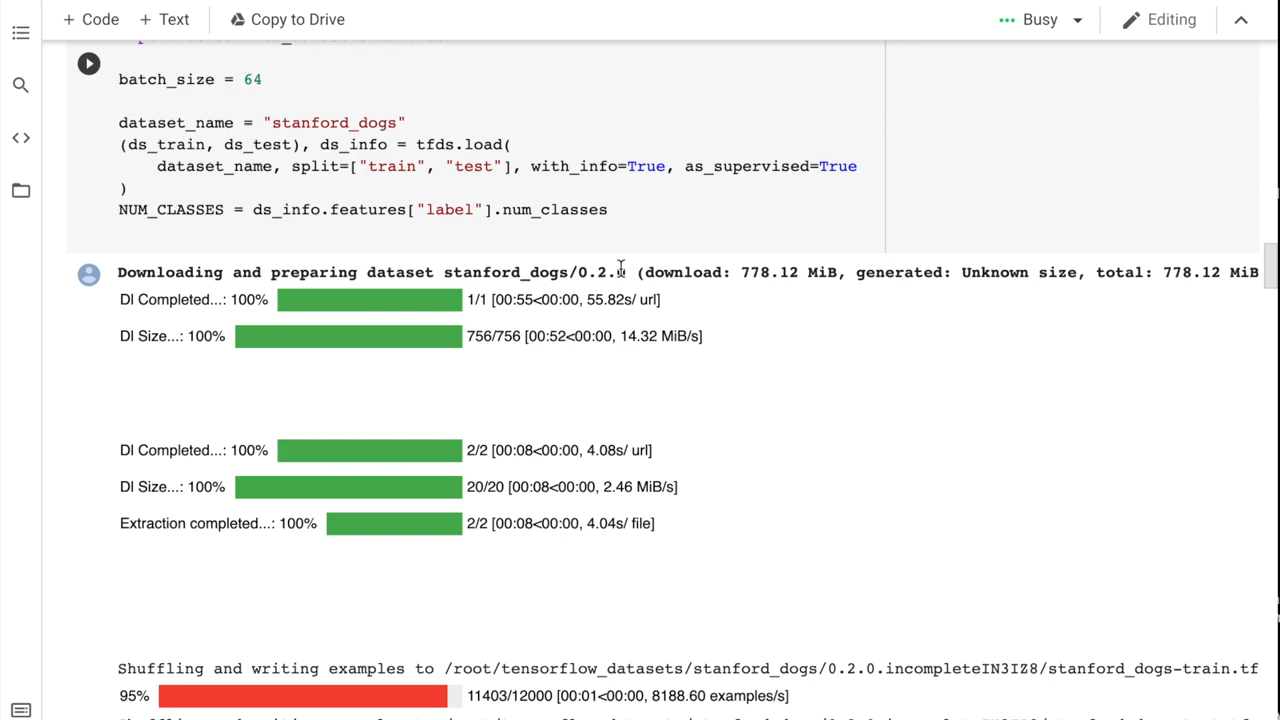 + Code + Text Copy to Drive Busy Editing
batch_size = 64
dataset_name = "stanford_dogs"
(ds_train, ds_test), ds_info = tfds.load(
dataset_name, split=["train", "test"], with_info=True, as_supervised=True
)
NUM_CLASSES = ds_info.features["label"].num_classes
Downloading and preparing dataset stanford_dogs/0.2.0 (download: 778.12 MiB, generated: Unknown size, total: 778.12 MiB
Dl Completed...: 100% 1/1 [00:55<00:00, 55.82s/ url]
Dl Size...: 100% 756/756 [00:52<00:00, 14.32 MiB/s]
Dl Completed...: 100% 2/2 [00:08<00:00, 4.08s/ url]
Dl Size...: 100% 20/20 [00:08<00:00, 2.46 MiB/s]
Extraction completed...: 100% 2/2 [00:08<00:00, 4.04s/ file]
Shuffling and writing examples to /root/tensorflow_datasets/stanford_dogs/0.2.0.incompleteIN3IZ8/stanford_dogs-train.tf
95% 11403/12000 [00:01<00:00, 8188.60 examples/s]